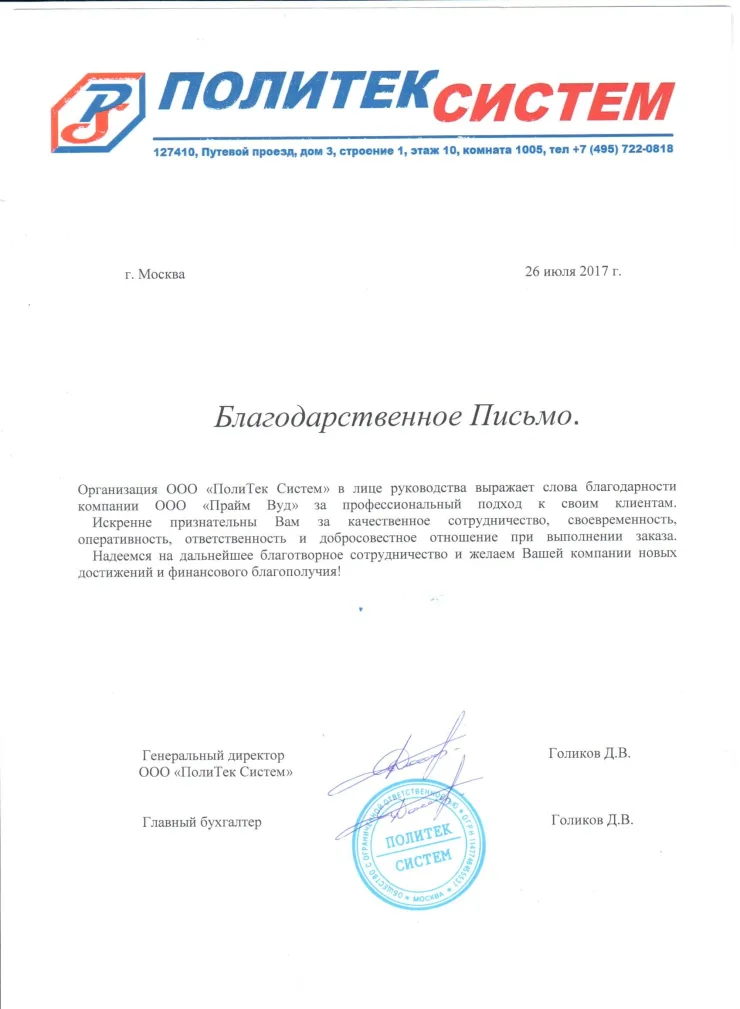 ПОЛИТЕК СИСТЕМ
127410, Путевой проезд, дом 3, строение 1, этаж 10, комната 1005, тел +7 (495) 722-0818
г. Москва 26 июля 2017 г.
Благодарственное Письмо.
Организация ООО «ПолиТек Систем» в лице руководства выражает слова благодарности
компании ООО «Прайм Вуд» за профессиональный подход к своим клиентам.
Искренне признательны Вам за качественное сотрудничество, своевременность,
оперативность, ответственность и добросовестное отношение при выполнении заказа.
Надеемся на дальнейшее благотворное сотрудничество и желаем Вашей компании новых
достижений и финансового благополучия!
Генеральный директор Голиков Д.В.
ООО «ПолиТек Систем»
Главный бухгалтер Голиков Д.В.
ОБЩЕСТВО С ОГРАНИЧЕННОЙ ОТВЕТСТВЕННОСТЬЮ ОГРН
ПОЛИТЕК
СИСТЕМ
МОСКВА